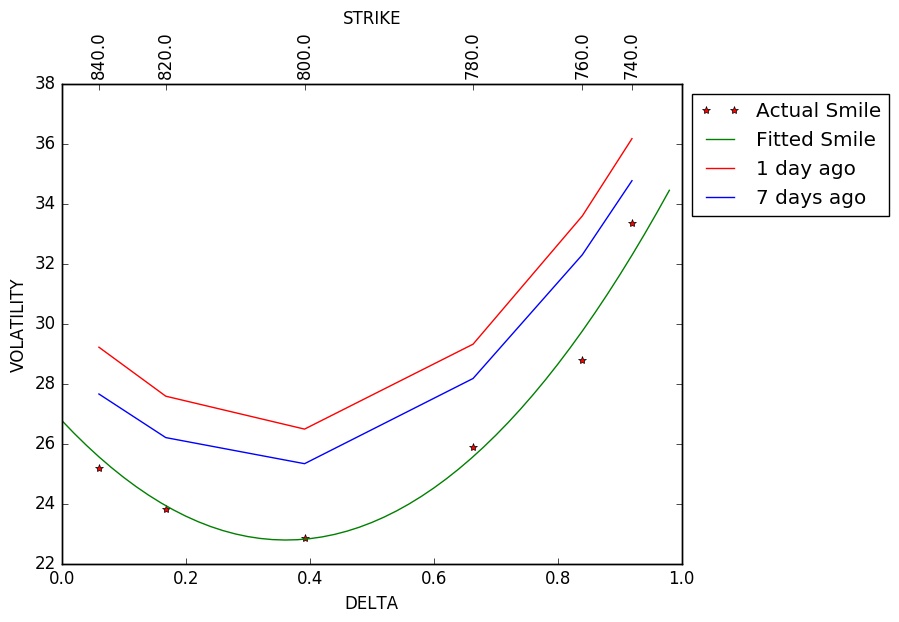 STRIKE
840.0
820.0
800.0
780.0
760.0
740.0
38
36
34
32
30
28
26
24
22
VOLATILITY
0.0 0.2 0.4 0.6 0.8 1.0
DELTA
Actual Smile
Fitted Smile
1 day ago
7 days ago